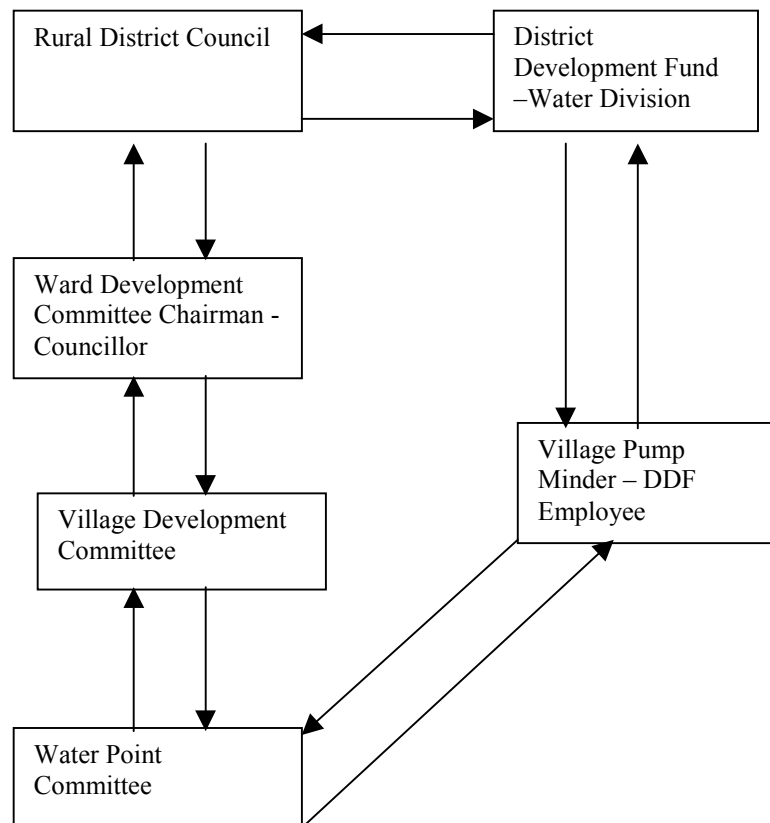 Rural District Council
District
Development Fund
–Water Division
Ward Development
Committee Chairman -
Councillor
Village Pump
Minder – DDF
Employee
Village Development
Committee
Water Point
Committee